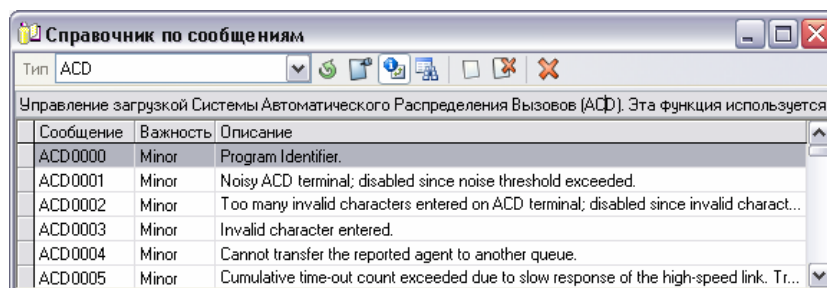 Справочник по сообщениям
Тип ACD
Управление загрузкой Системы Автоматического Распределения Вызовов (ACD). Эта функция используется
Сообщение Важность Описание
ACD0000 Minor Program Identifier.
ACD0001 Minor Noisy ACD terminal; disabled since noise threshold exceeded.
ACD0002 Minor Too many invalid characters entered on ACD terminal; disabled since invalid charact...
ACD0003 Minor Invalid character entered.
ACD0004 Minor Cannot transfer the reported agent to another queue.
ACD0005 Minor Cumulative time-out count exceeded due to slow response of the high-speed link. Tr...